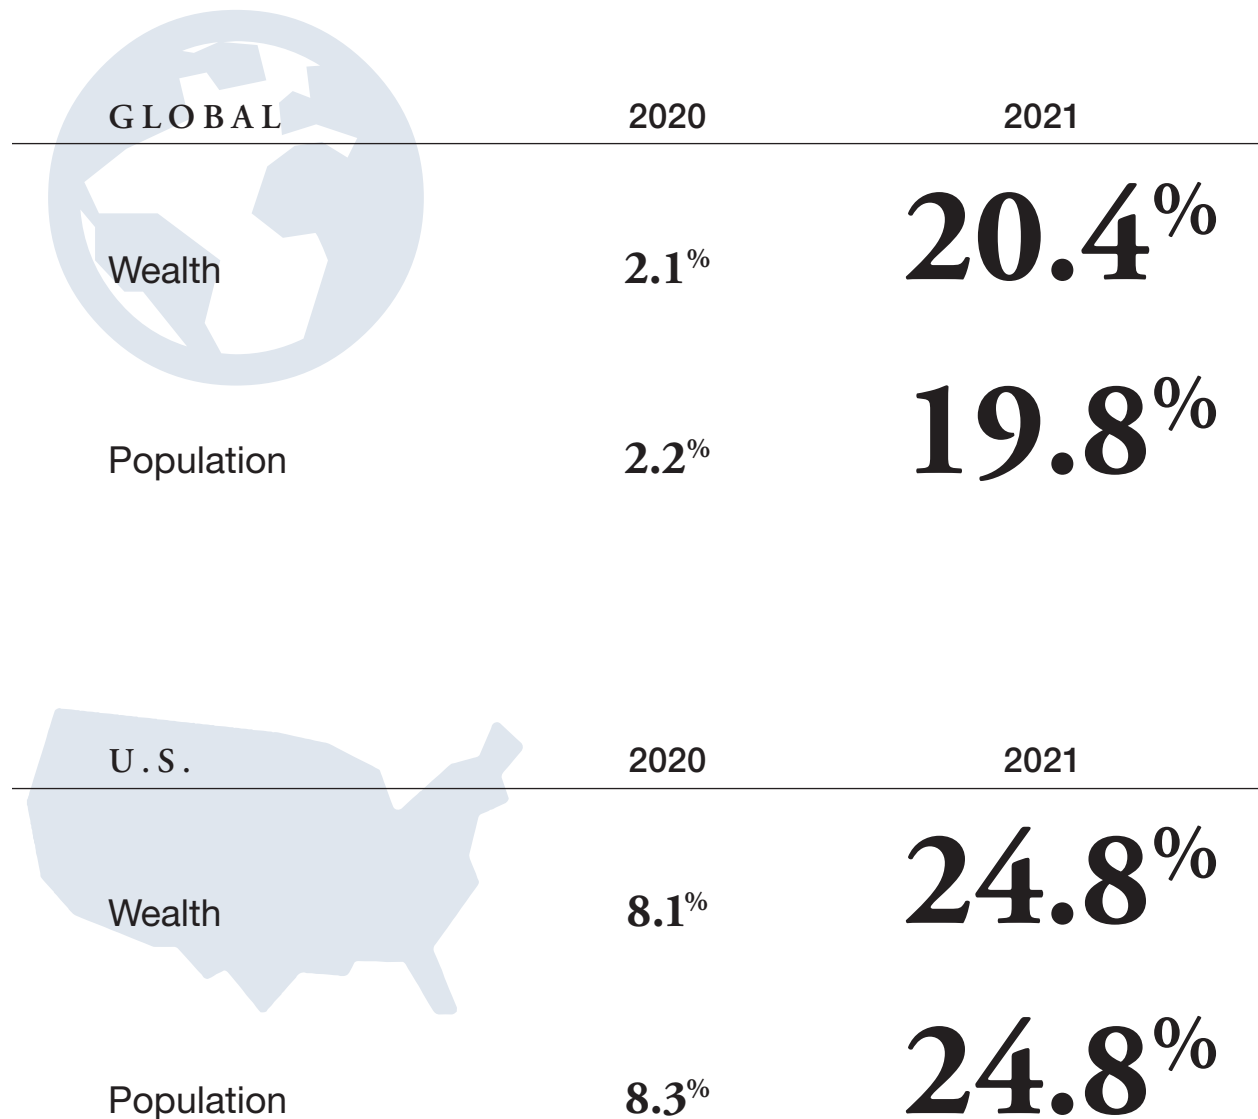 GLOBAL 2020 2021
Wealth 2.1% 20.4%
Population 2.2% 19.8%
U.S. 2020 2021
Wealth 8.1% 24.8%
Population 8.3% 24.8%